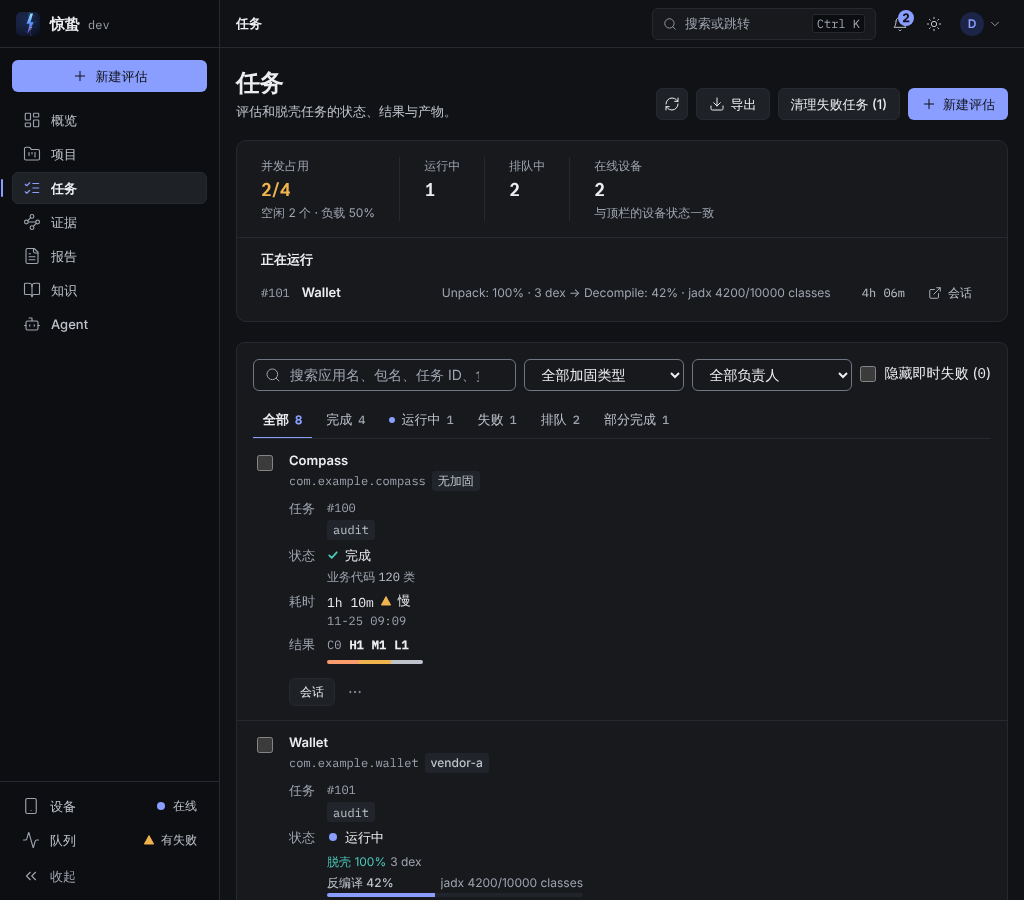 惊蛰 dev
任务
搜索或跳转 Ctrl K
2
D
新建评估
概览
项目
任务
证据
报告
知识
Agent
设备 在线
队列 有失败
收起
任务
评估和脱壳任务的状态、结果与产物。
导出
清理失败任务 (1)
新建评估
并发占用 运行中 排队中 在线设备
2/4 1 2 2
空闲 2 个 · 负载 50% 与顶栏的设备状态一致
正在运行
#101 Wallet Unpack: 100% · 3 dex → Decompile: 42% · jadx 4200/10000 classes 4h 06m 会话
搜索应用名、包名、任务 ID、 全部加固类型 全部负责人 隐藏即时失败 (0)
全部 8 完成 4 运行中 1 失败 1 排队 2 部分完成 1
Compass
com.example.compass 无加固
任务 #100
audit
状态 完成
业务代码 120 类
耗时 1h 10m 慢
11-25 09:09
结果 C0 H1 M1 L1
会话 ···
Wallet
com.example.wallet vendor-a
任务 #101
audit
状态 运行中
脱壳 100% 3 dex
反编译 42% jadx 4200/10000 classes